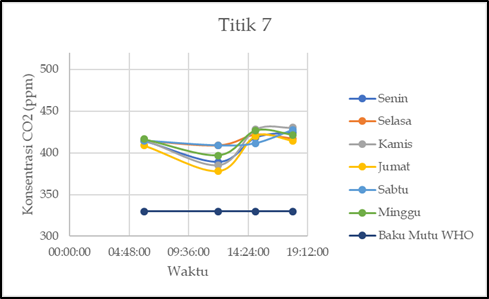 Titik 7
Konsentrasi CO2 (ppm)
500
450
400
350
300
00:00:00 04:48:00 09:36:00 14:24:00 19:12:00
Waktu
Senin
Selasa
Kamis
Jumat
Sabtu
Minggu
Baku Mutu WHO